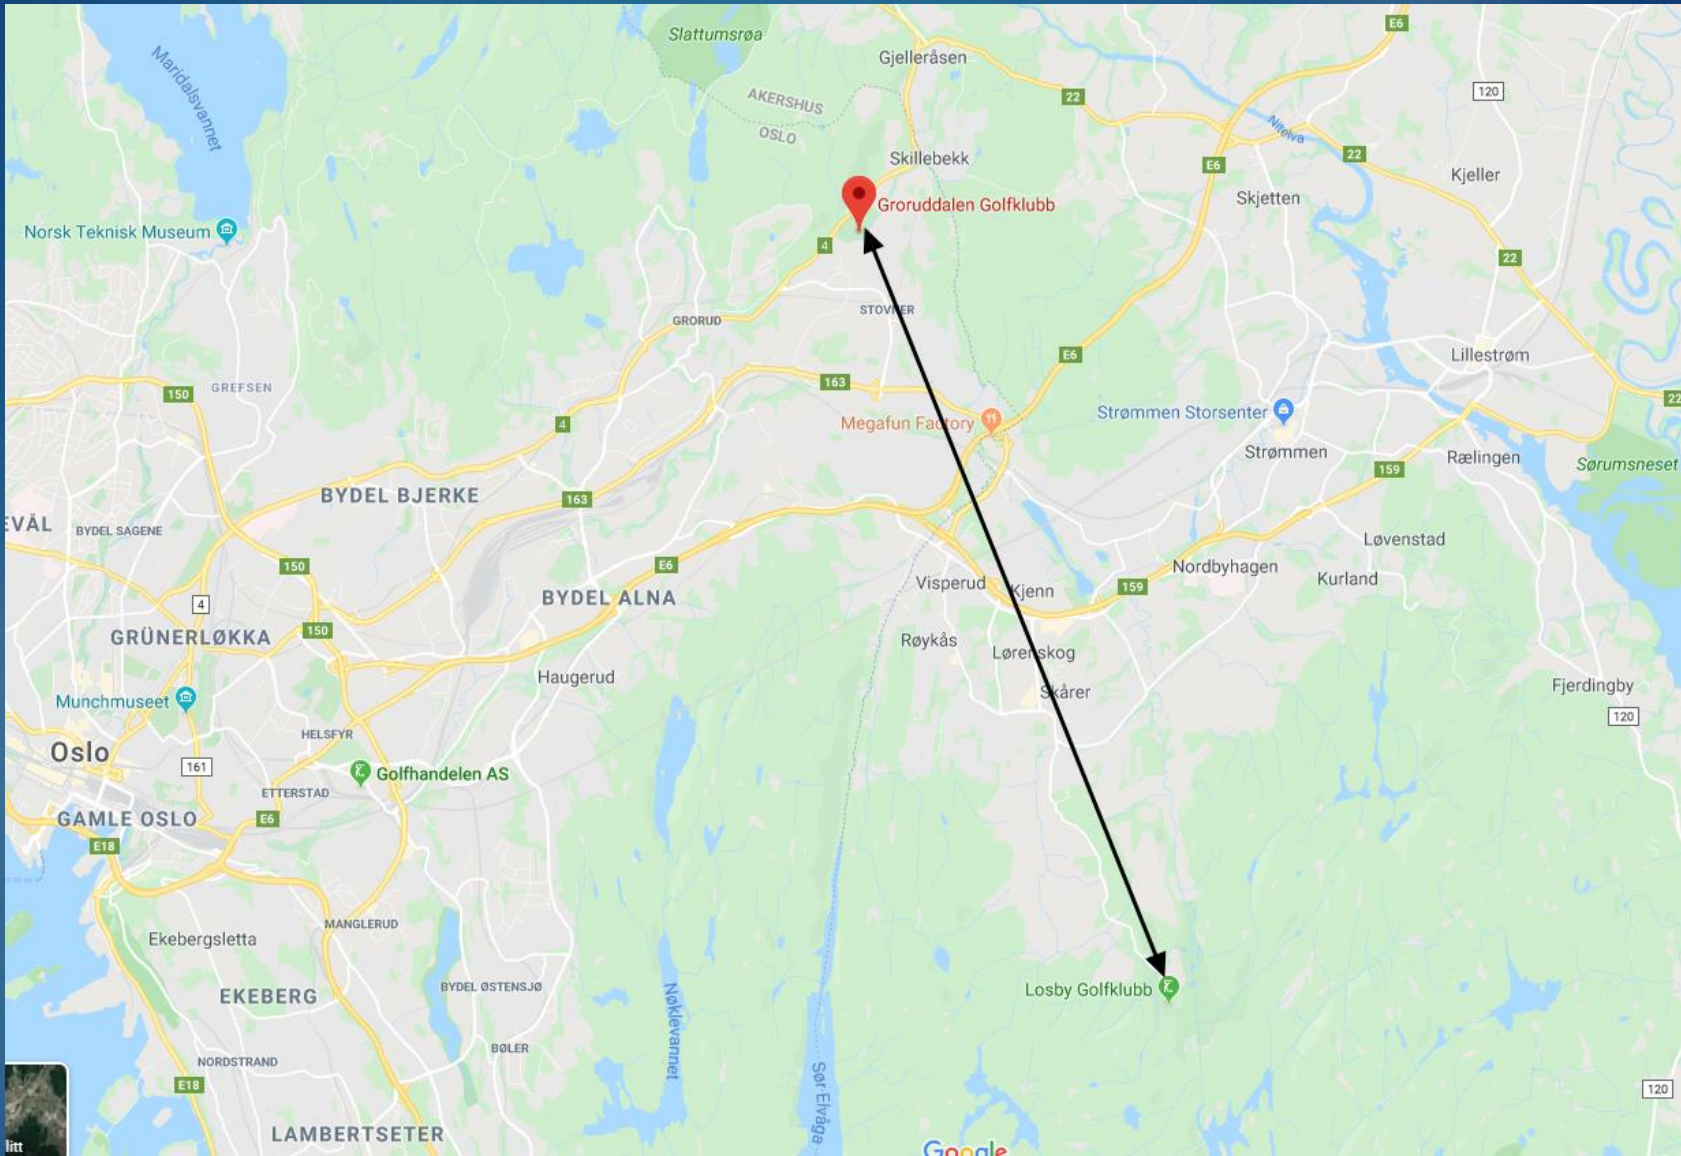 Slattumsrøa
E6
Gjelleråsen
Maridalsvannet
AKERSHUS
22
120
OSLO
Nitelva
Skillebekk
E6
22
Kjeller
Skjetten
Groruddalen Golfklubb
Norsk Teknisk Museum
4
22
STOVNER
GRORUD
E6
Lillestrøm
GREFSEN
150
163
22
Strømmen Storsenter
Megafun Factory
4
Strømmen
Rælingen
Sørumsneset
159
BYDEL BJERKE
163
BYDEL SAGENE
EVÅL
Løvenstad
150
E6
Nordbyhagen
Kurland
Visperud
Kjenn
159
4
BYDEL ALNA
GRÜNERLØKKA
150
Røykås
Lørenskog
Haugerud
Skårer
Fjerdingby
Munchmuseet
120
HELSFYR
Oslo
161
Golfhandelen AS
ETTERSTAD
GAMLE OSLO
E6
E18
MANGLERUD
Ekebergsletta
BYDEL ØSTENSJØ
Losby Golfklubb
EKEBERG
Nøklevannet
BØLER
NORDSTRAND
E18
Sør Elvåga
120
LAMBERTSETER
litt
Google